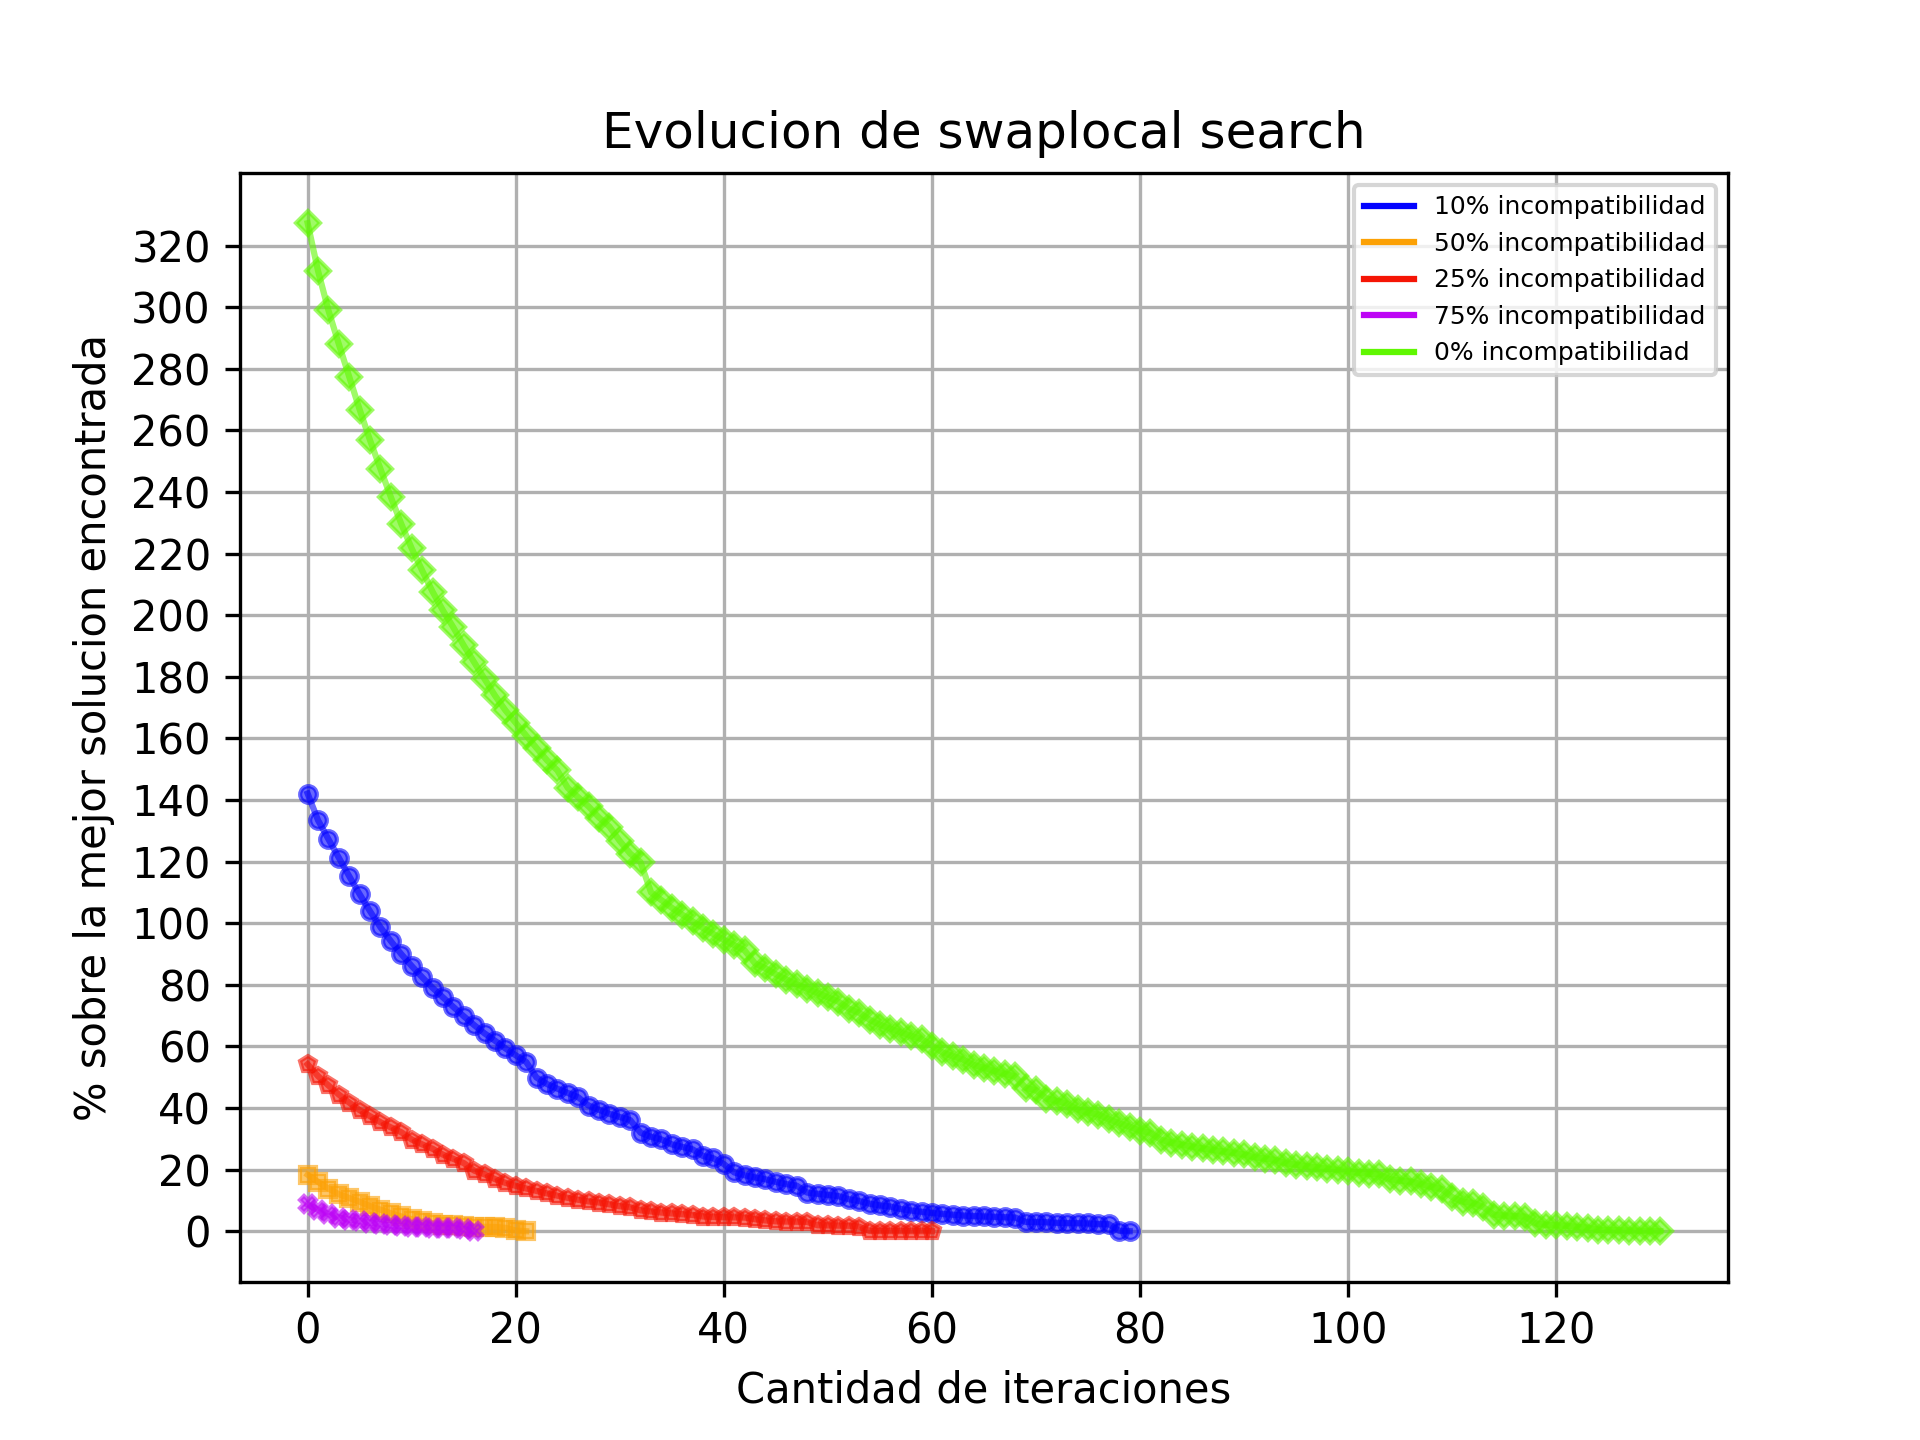 Evolucion de swaplocal search
10% incompatibilidad
50% incompatibilidad
25% incompatibilidad
75% incompatibilidad
0% incompatibilidad
% sobre la mejor solucion encontrada
320
300
280
260
240
220
200
180
160
140
120
100
80
60
40
20
0
0 20 40 60 80 100 120
Cantidad de iteraciones